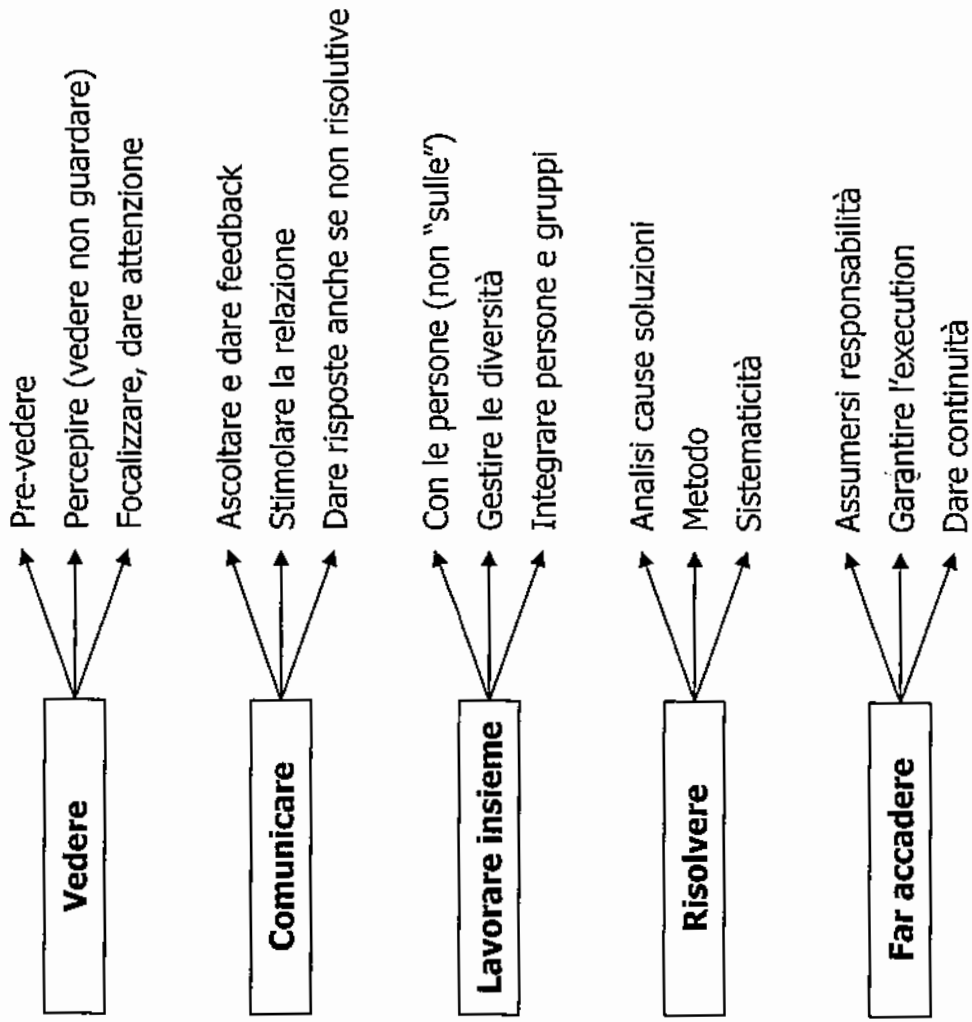 Vedere
Pre-vedere
Percepire (vedere non guardare)
Focalizzare, dare attenzione
Comunicare
Ascoltare e dare feedback
Stimolare la relazione
Dare risposte anche se non risolutive
Lavorare insieme
Con le persone (non “sulle”)
Gestire le diversità
Integrare persone e gruppi
Risolvere
Analisi cause soluzioni
Metodo
Sistematicità
Far accadere
Assumersi responsabilità
Garantire l'execution
Dare continuità